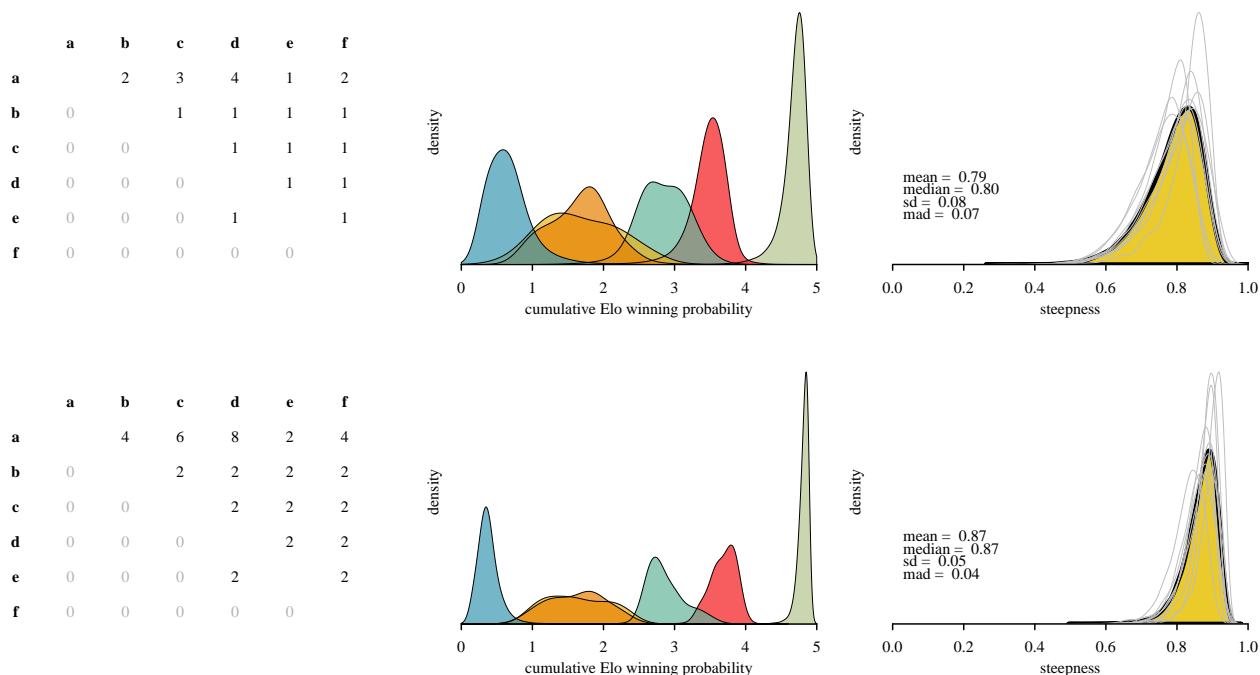 a b c d e f
a 2 3 4 1 2
b 0 1 1 1 1
c 0 0 1 1 1
d 0 0 0 1 1
e 0 0 0 1 1
f 0 0 0 0 0
density
0 1 2 3 4 5
cumulative Elo winning probability
density
mean = 0.79
median = 0.80
sd = 0.08
mad = 0.07
0.0 0.2 0.4 0.6 0.8 1.0
steepness
a b c d e f
a 4 6 8 2 4
b 0 2 2 2 2
c 0 0 2 2 2
d 0 0 0 2 2
e 0 0 0 2 2
f 0 0 0 0 0
density
0 1 2 3 4 5
cumulative Elo winning probability
density
mean = 0.87
median = 0.87
sd = 0.05
mad = 0.04
0.0 0.2 0.4 0.6 0.8 1.0
steepness